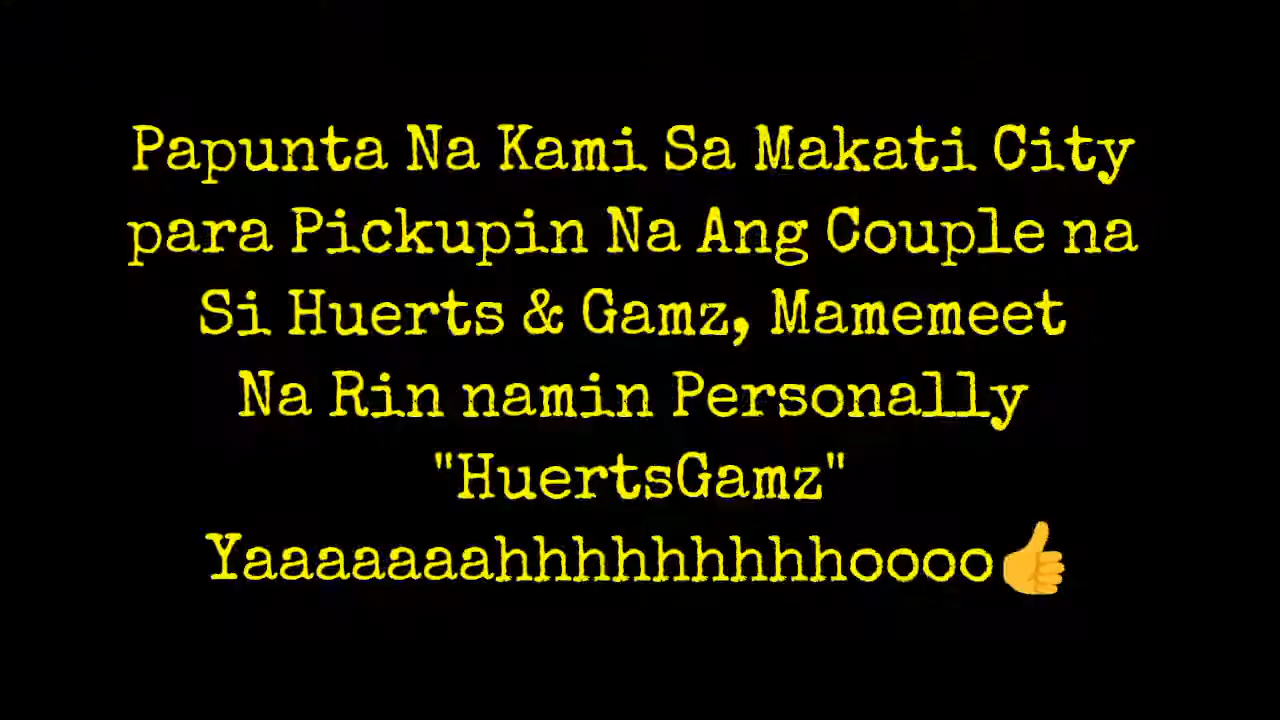 Papunta Na Kami Sa Makati City
para Pickupin Na Ang Couple na
Si Huerts & Gamz, Mamemeet
Na Rin namin Personally
"HuertsGamz"
Yaaaaaaahhhhhhhhhhoooo👍